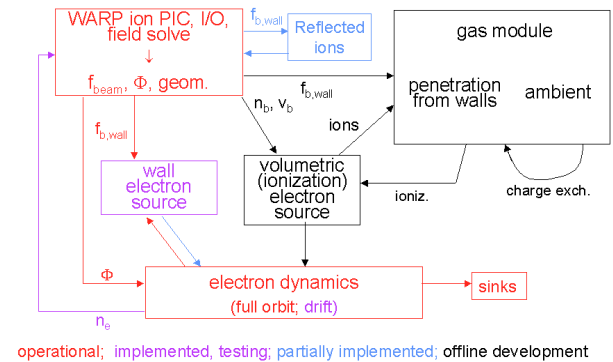 WARP ion PIC, I/O,
field solve
↓
f_beam, Φ, geom.
f_b,wall
Reflected
ions
gas module
penetration
from walls
ambient
f_b,wall
n_b, v_b
ions
f_b,wall
wall
electron
source
volumetric
(ionization)
electron
source
ioniz.
charge exch.
Φ
electron dynamics
(full orbit; drift)
sinks
n_e
operational; implemented, testing; partially implemented; offline development